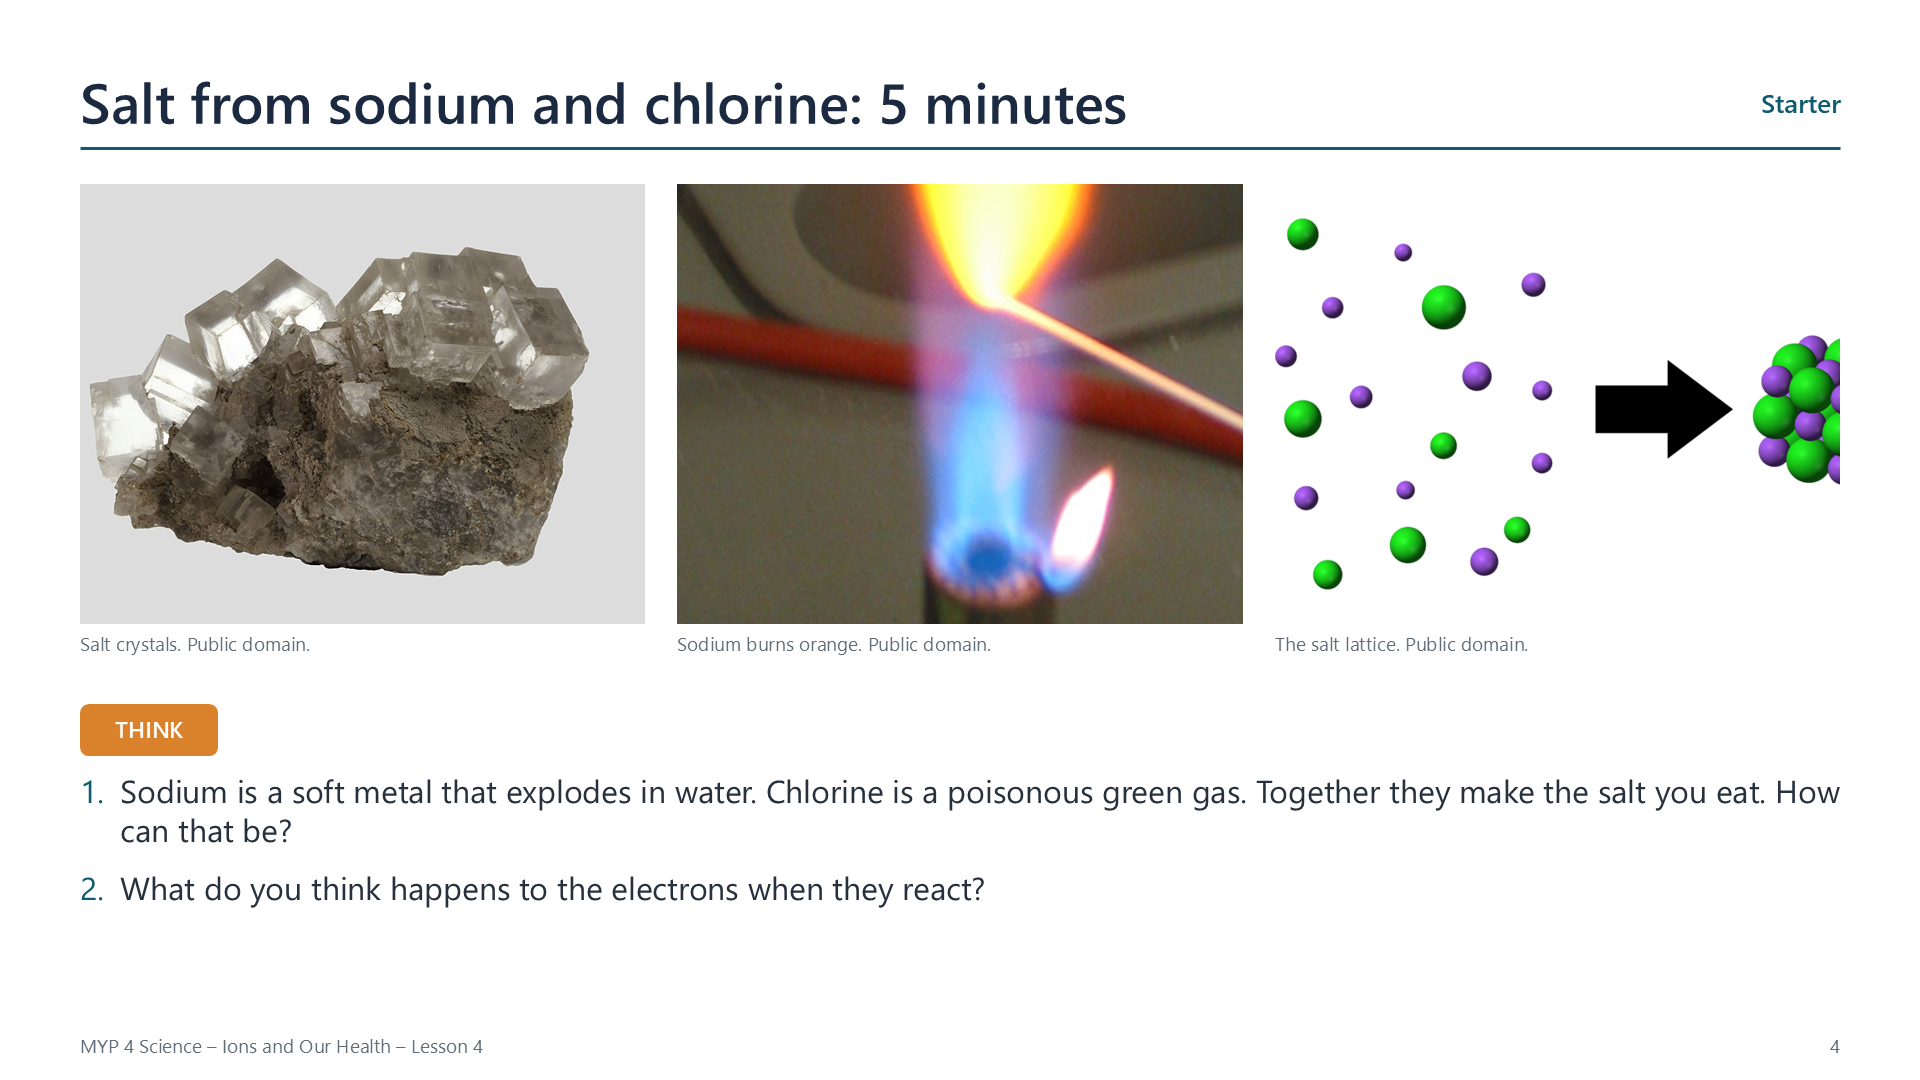 Salt from sodium and chlorine: 5 minutes
Starter
Salt crystals. Public domain.
Sodium burns orange. Public domain.
The salt lattice. Public domain.
THINK
1. Sodium is a soft metal that explodes in water. Chlorine is a poisonous green gas. Together they make the salt you eat. How
can that be?
2. What do you think happens to the electrons when they react?
MYP 4 Science – Ions and Our Health – Lesson 4
4